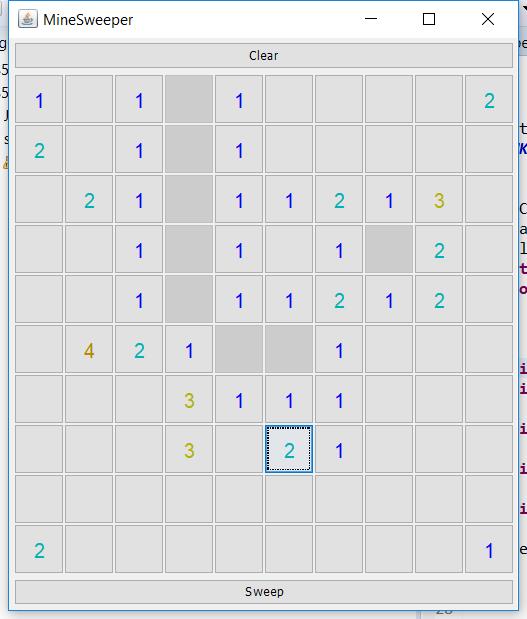 MineSweeper
Clear
1 1 1 2
2 1 1
2 1 1 1 2 1 3
1 1 1 2
1 1 1 2 1 2
4 2 1 1
3 1 1 1
3 2 1
2 1
Sweep